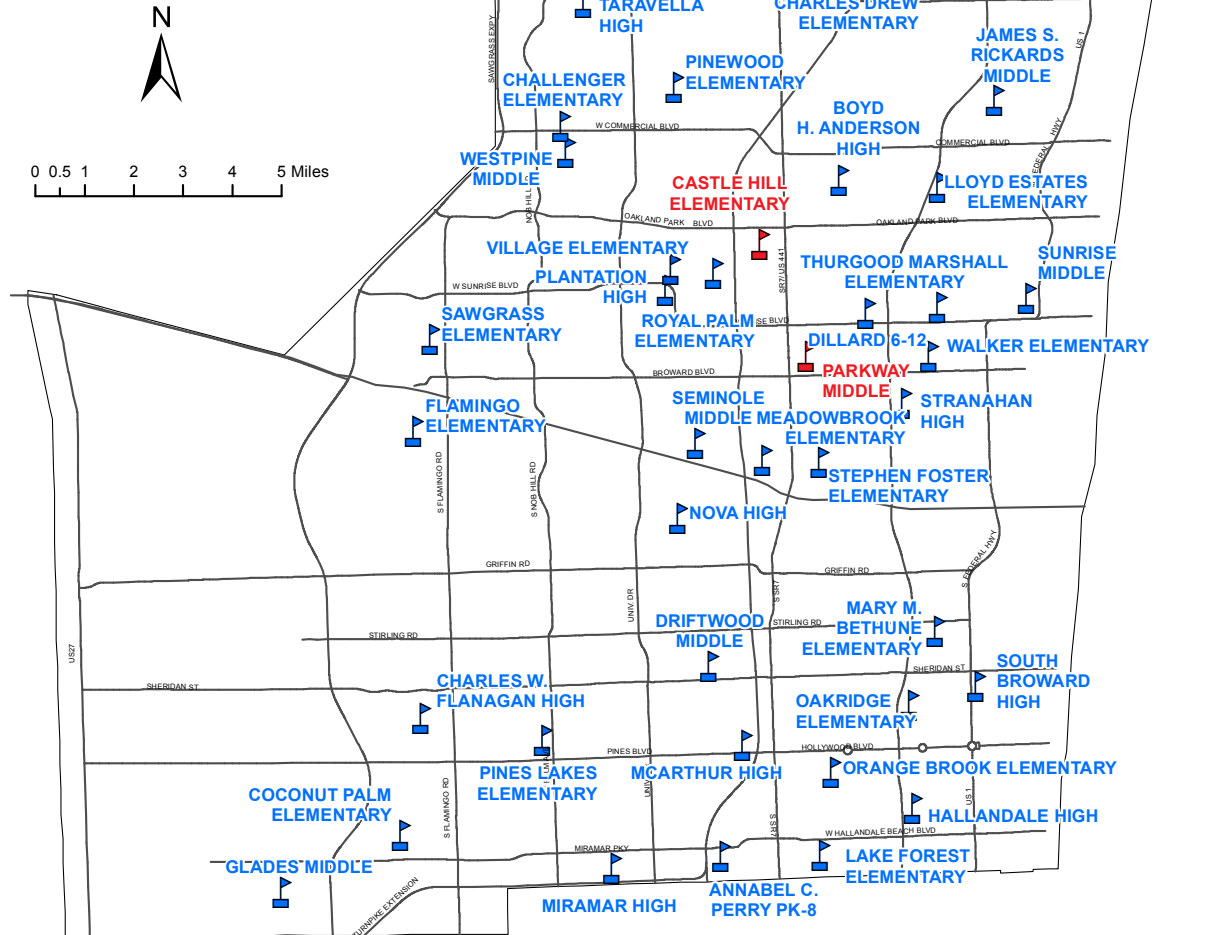 N
TARAVELLA
HIGH
CHARLES DREW
ELEMENTARY
SAWGRASS EXPY
US 1
JAMES S.
RICKARDS
MIDDLE
PINEWOOD
ELEMENTARY
CHALLENGER
ELEMENTARY
BOYD
H. ANDERSON
HIGH
W COMMERCIAL BLVD
COMMERCIAL BLVD
FEDERAL HWY
0 0.5 1 2 3 4 5 Miles
WESTPINE
MIDDLE
NOB HILL
CASTLE HILL
ELEMENTARY
LLOYD ESTATES
ELEMENTARY
OAKLAND PARK BLVD
OAKLAND PARK BLVD
VILLAGE ELEMENTARY
SR7/ US 441
THURGOOD MARSHALL
ELEMENTARY
SUNRISE
MIDDLE
PLANTATION
HIGH
W SUNRISE BLVD
SAWGRASS
ELEMENTARY
ROYAL PALM
ELEMENTARY
ISE BLVD
DILLARD 6-12
WALKER ELEMENTARY
BROWARD BLVD
PARKWAY
MIDDLE
FLAMINGO
ELEMENTARY
SEMINOLE
MIDDLE
MEADOWBROOK
ELEMENTARY
STRANAHAN
HIGH
S FLAMINGO RD
S NOB HILL RD
STEPHEN FOSTER
ELEMENTARY
NOVA HIGH
GRIFFIN RD
GRIFFIN RD
S FEDERAL HWY
S SR7
UNIV. DR
MARY M.
BETHUNE
ELEMENTARY
DRIFTWOOD
MIDDLE
STIRLING RD
STIRLING RD
US27
SHERIDAN ST
SHERIDAN ST
SOUTH
BROWARD
HIGH
CHARLES W.
FLANAGAN HIGH
OAKRIDGE
ELEMENTARY
PINES BLVD
HOLLYWOOD BLVD
PINES LAKES
ELEMENTARY
MCARTHUR HIGH
ORANGE BROOK ELEMENTARY
COCONUT PALM
ELEMENTARY
S FLAMINGO RD
S SR7
US 1
HALLANDALE HIGH
W HALLANDALE BEACH BLVD
MIRAMAR PKY
GLADES MIDDLE
LAKE FOREST
ELEMENTARY
TURNPIKE EXTENSION
MIRAMAR HIGH
ANNABEL C.
PERRY PK-8